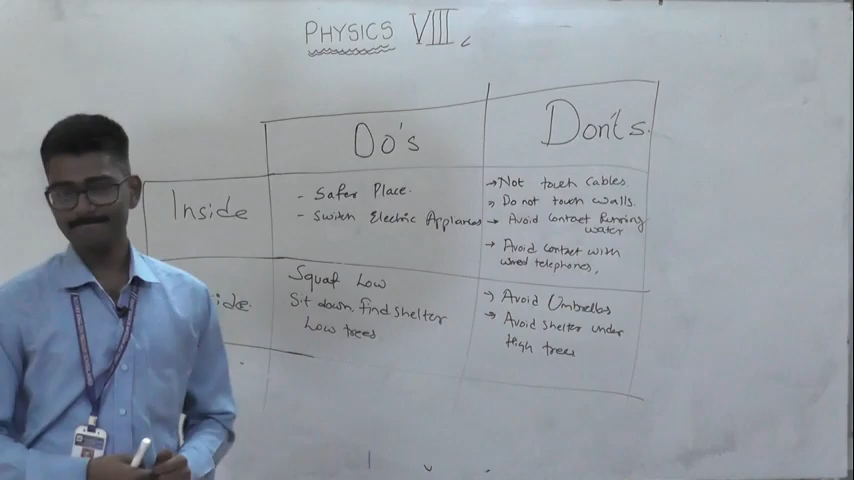 PHYSICS VIII
Do's
Don'ts.
Inside
- Safer Place.
- Switch Electric Appliances
→ Not touch Cables
→ Do not touch walls.
→ Avoid contact Running
water
→ Avoid contact with
wired telephones.
ide.
Squat Low
Sit down, find shelter
Low trees
→ Avoid Umbrellas
→ Avoid shelter under
High trees